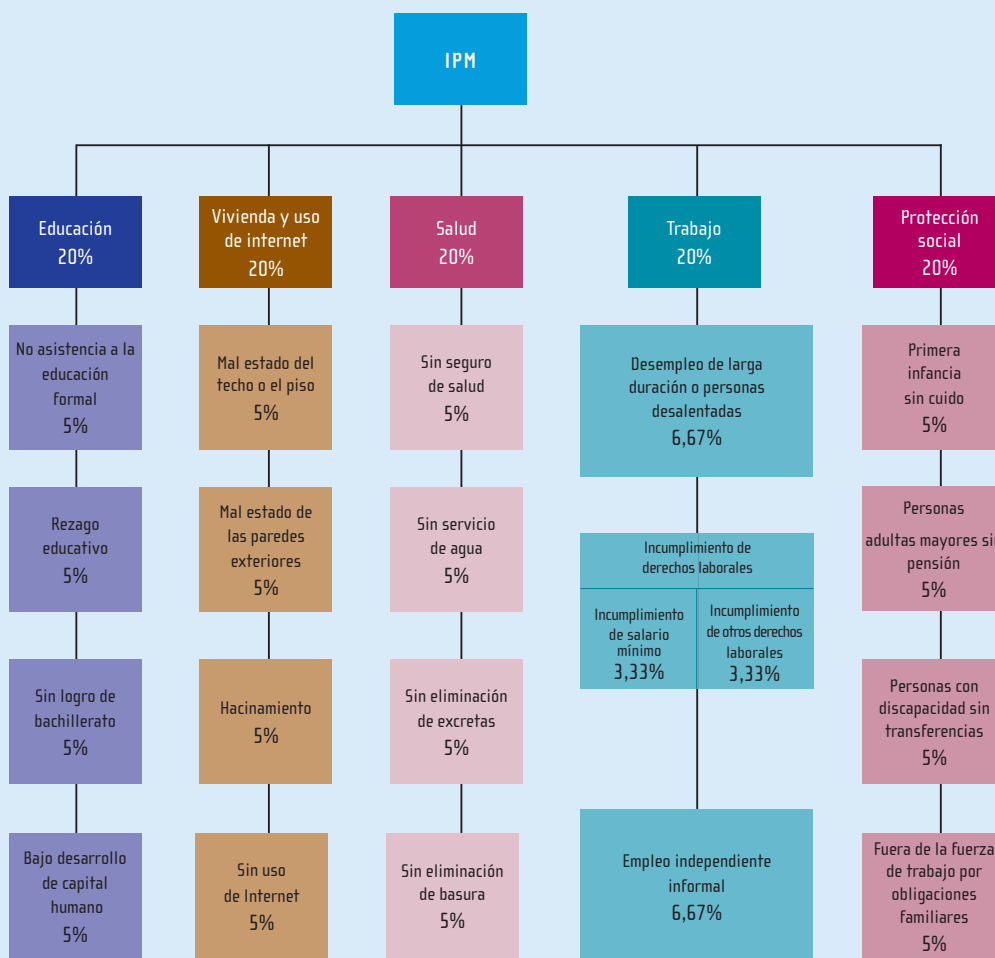 IPM
Educación
20%
Vivienda y uso
de internet
20%
Salud
20%
Trabajo
20%
Protección
social
20%
No asistencia a la
educación
formal
5%
Mal estado del
techo o el piso
5%
Sin seguro
de salud
5%
Desempleo de larga
duración o personas
desalentadas
6,67%
Primera
infancia
sin cuido
5%
Rezago
educativo
5%
Mal estado de
las paredes
exteriores
5%
Sin servicio
de agua
5%
Incumplimiento de
derechos laborales
Incumplimiento
de salario
mínimo
3,33%
Incumplimiento
de otros derechos
laborales
3,33%
Personas
adultas mayores sin
pensión
5%
Sin logro de
bachillerato
5%
Hacinamiento
5%
Sin eliminación
de excretas
5%
Personas con
discapacidad sin
transferencias
5%
Bajo desarrollo
de capital
humano
5%
Sin uso
de Internet
5%
Sin eliminación
de basura
5%
Empleo independiente
informal
6,67%
Fuera de la fuerza
de trabajo por
obligaciones
familiares
5%